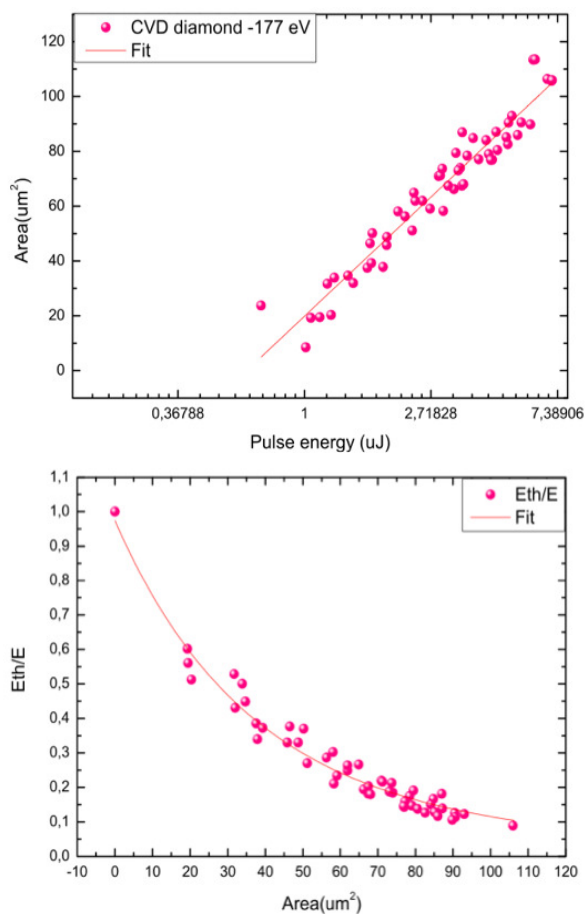 CVD diamond -177 eV
Fit
120
100
80
60
40
20
0
Area(um²)
0,36788 1 2,71828 7,38906
Pulse energy (uJ)
Eth/E
Fit
1,1
1,0
0,9
0,8
0,7
0,6
0,5
0,4
0,3
0,2
0,1
0,0
Eth/E
-10 0 10 20 30 40 50 60 70 80 90 100 110 120
Area(um²)